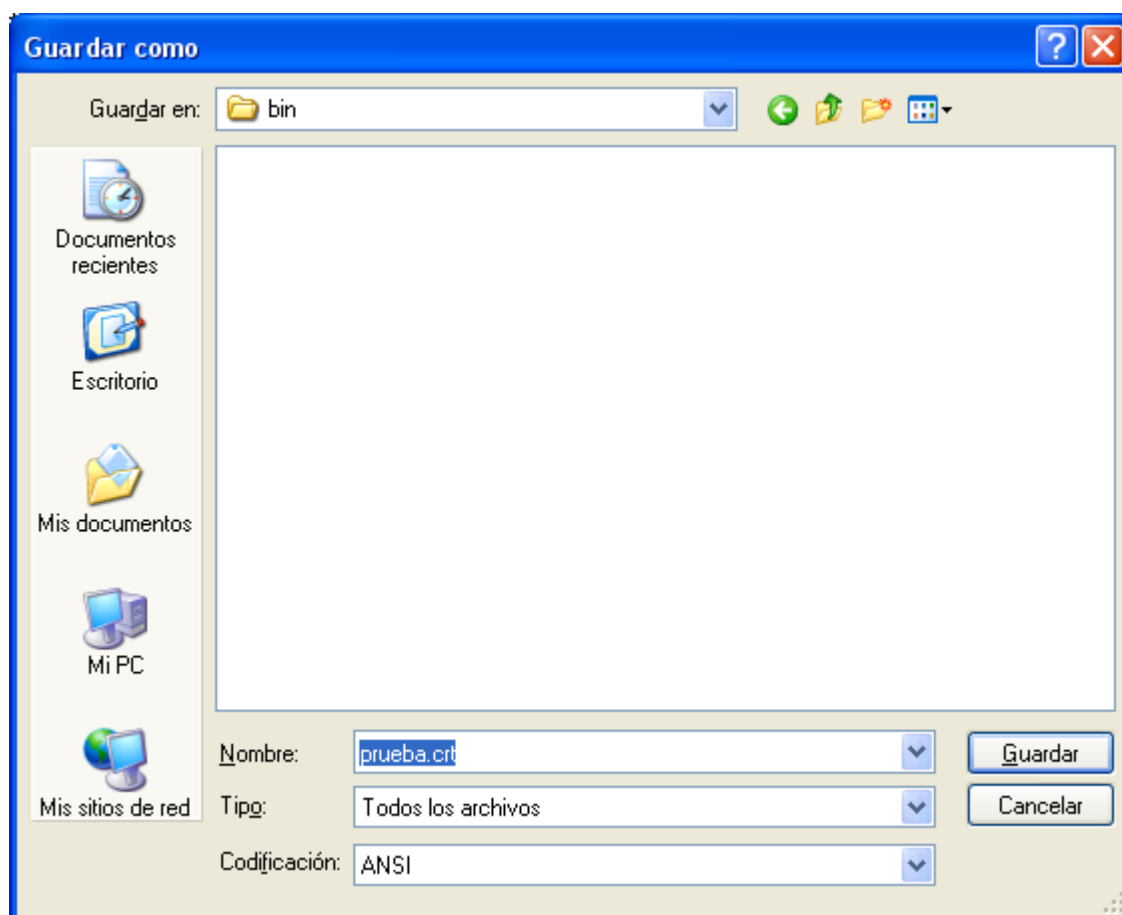 Guardar como
Guardar en: bin
Documentos
recientes
Escritorio
Mis documentos
Mi PC
Mis sitios de red
Nombre: prueba.crt
Guardar
Tipo: Todos los archivos
Cancelar
Codificación: ANSI